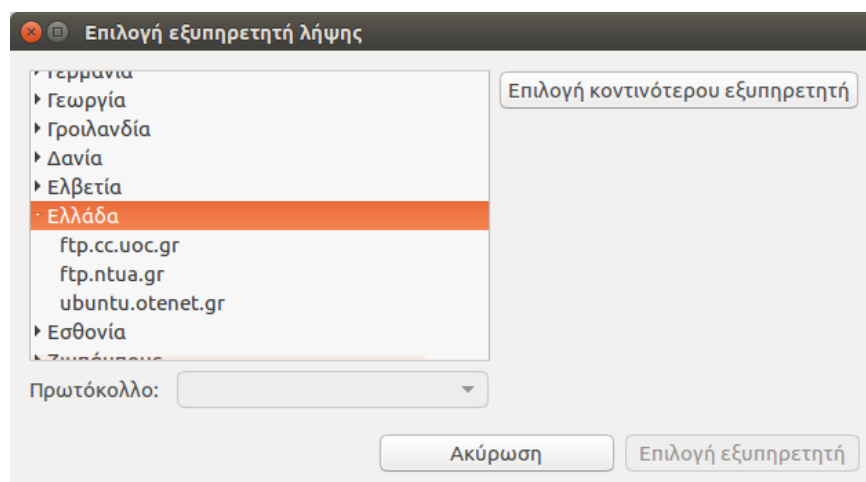 Επιλογή εξυπηρετητή λήψης
Γερμανία
Γεωργία
Γροιλανδία
Δανία
Ελβετία
Ελλάδα
ftp.cc.uoc.gr
ftp.ntua.gr
ubuntu.otenet.gr
Εσθονία
Επιλογή κοντινότερου εξυπηρετητή
Πρωτόκολλο:
Ακύρωση
Επιλογή εξυπηρετητή